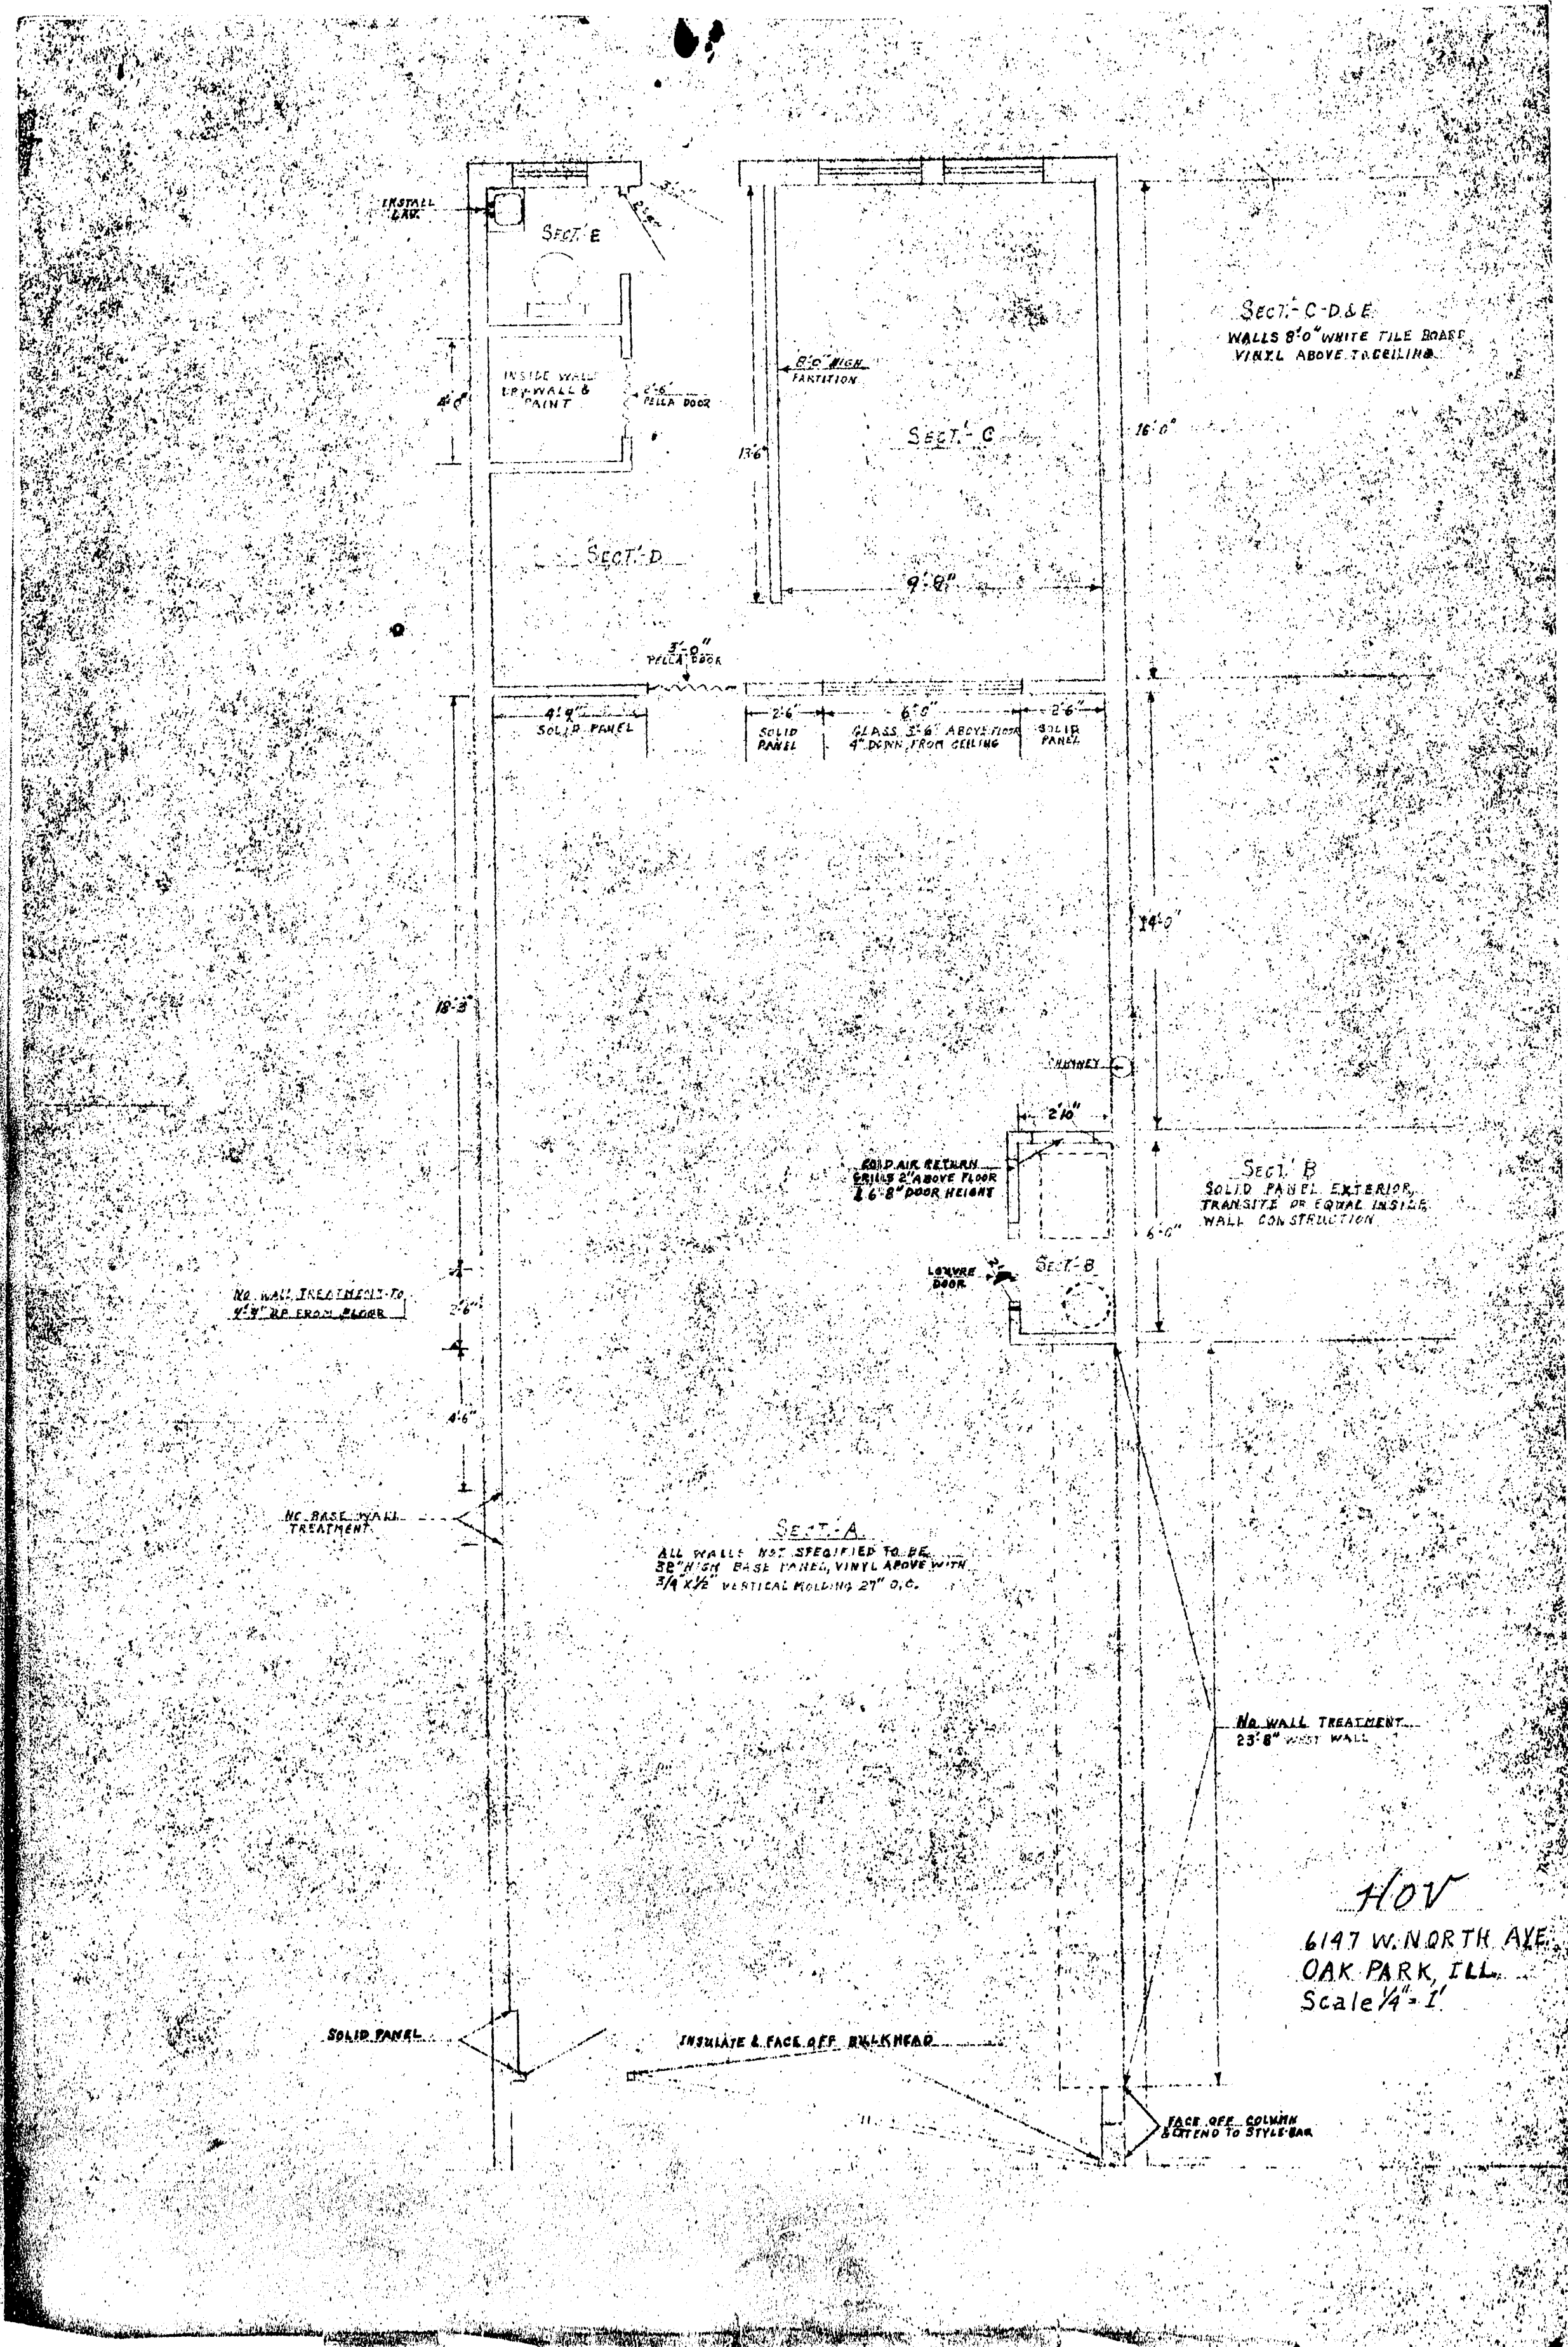 INSTALL
LAV.
SECT. E
2'-8"
SECT.- C-D & E
WALLS 8'-0" WHITE TILE BOARD
VINYL ABOVE TO CEILING
8'-0" HIGH
PARTITION
INSIDE WALL
DRYWALL &
PAINT
2'-6"
PELLA DOOR
SECT.- C
16'-0"
13'6"
SECT.- D
3'-0"
PELLA DOOR
SOLID PANEL
2'6"
SOLID
PANEL
6'-0"
GLASS 3'-6" ABOVE FLOOR
4" DOWN FROM CEILING
2'6"
SOLID
PANEL
14'-0"
18'-3"
CHIMNEY
2'10"
COLD AIR RETURN
GRILLS 2" ABOVE FLOOR
& 6'-8" DOOR HEIGHT
SECT. B
SOLID PANEL EXTERIOR,
TRANSITE OR EQUAL INSIDE
WALL CONSTRUCTION
6'-0"
LOUVRE
DOOR
SECT.- B
NO WALL TREATMENT TO
UP FROM FLOOR
2'6"
4'6"
NO BASE WALL
TREATMENT
SECT.- A
ALL WALLS NOT SPECIFIED TO BE
38" HIGH BASE PANEL, VINYL ABOVE WITH
3/4" X 1/2" VERTICAL MOLDING 27" O.C.
NO WALL TREATMENT
23'-8" WEST WALL
HOV
6147 W. NORTH AVE.
OAK PARK, ILL.
Scale 1/4" = 1'
SOLID PANEL
INSULATE & FACE OFF BULKHEAD
FACE OFF COLUMN
& EXTEND TO STYLE-BAR